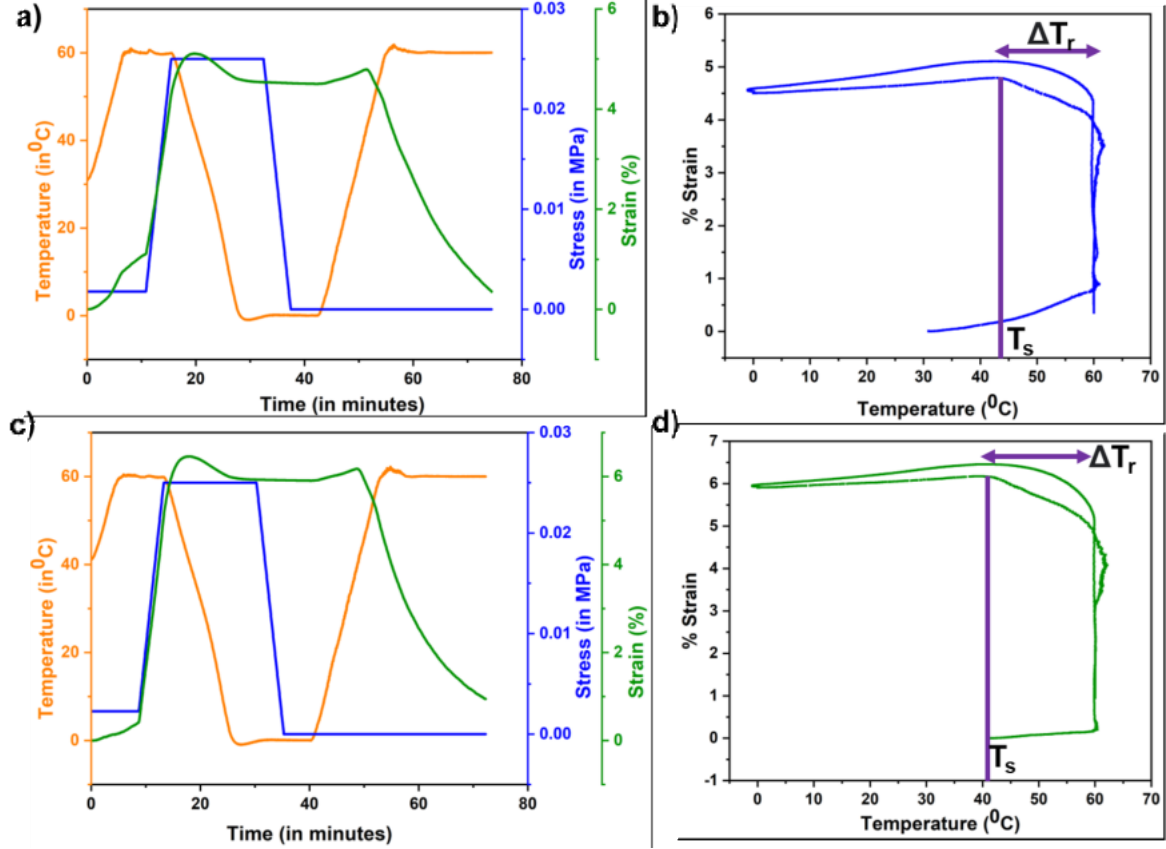 a)
Temperature (in⁰C)
60
40
20
0
0 20 40 60 80
Time (in minutes)
0.03
0.02
0.01
0.00
Stress (in MPa)
6
4
2
0
Strain (%)
b)
% Strain
6
5
4
3
2
1
0
ΔTr
Ts
0 10 20 30 40 50 60 70
Temperature (⁰C)
c)
Temperature (in⁰C)
60
40
20
0
0 20 40 60 80
Time (in minutes)
0.03
0.02
0.01
0.00
Stress (in MPa)
6
4
2
0
Strain (%)
d)
% Strain
7
6
5
4
3
2
1
0
-1
ΔTr
Ts
0 10 20 30 40 50 60 70
Temperature (⁰C)